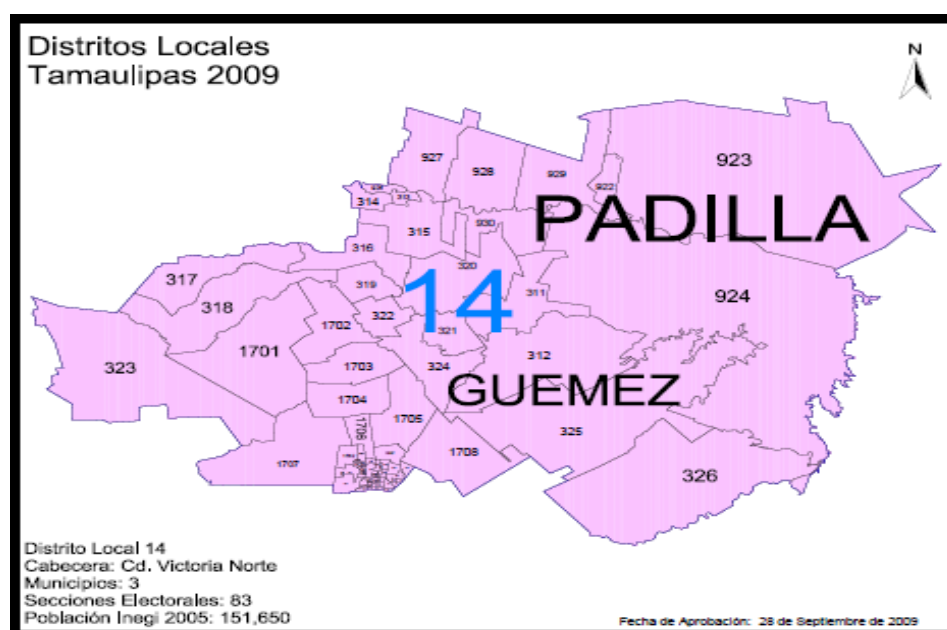 Distritos Locales
Tamaulipas 2009
N
923
927
928
929
922
314
PADILLA
315
930
316
320
317
319
311
924
318
14
322
1702
321
1701
312
323
1703
324
GUEMEZ
1704
1705
325
1706
1708
1707
326
Distrito Local 14
Cabecera: Cd. Victoria Norte
Municipios: 3
Secciones Electorales: 83
Población Inegi 2005: 151,650
Fecha de Aprobación: 28 de Septiembre de 2009